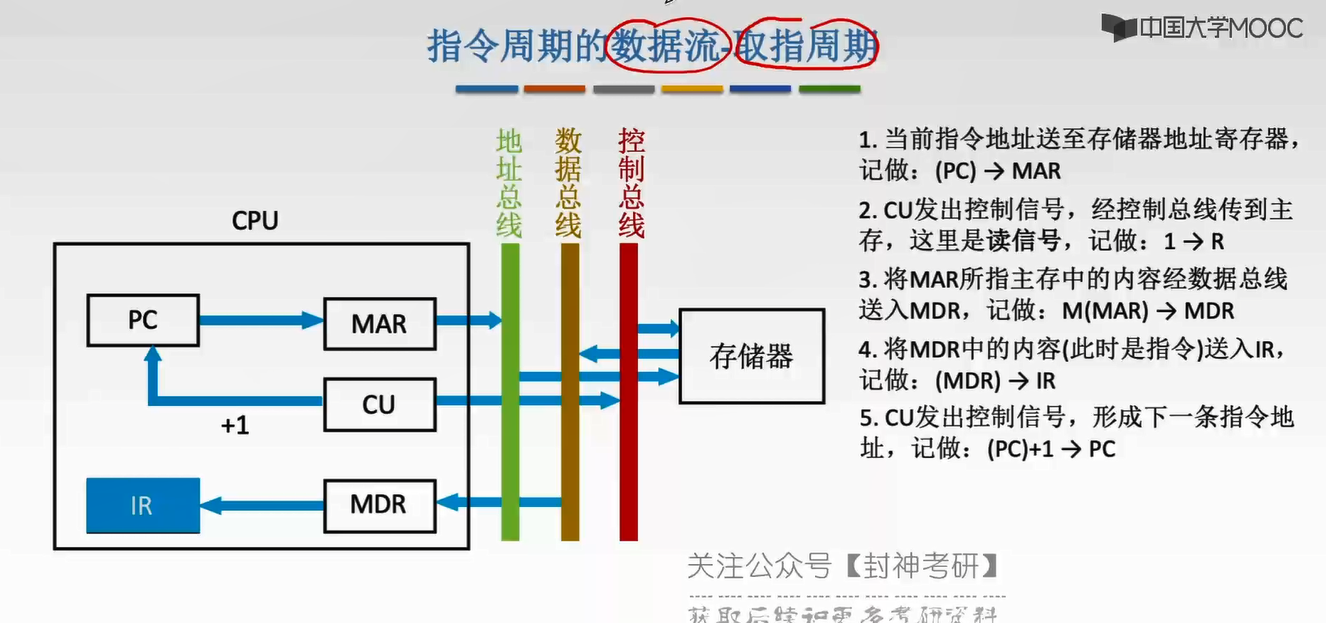 中国大学MOOC
指令周期的数据流-取指周期
地址总线
数据总线
控制总线
CPU
PC
MAR
CU
+1
IR
MDR
存储器
1. 当前指令地址送至存储器地址寄存器，
记做：(PC) → MAR
2. CU发出控制信号，经控制总线传到主
存，这里是读信号，记做：1 → R
3. 将MAR所指主存中的内容经数据总线
送入MDR，记做：M(MAR) → MDR
4. 将MDR中的内容(此时是指令)送入IR，
记做：(MDR) → IR
5. CU发出控制信号，形成下一条指令地
址，记做：(PC)+1 → PC
关注公众号【封神考研】
获取后续和更多考研资料